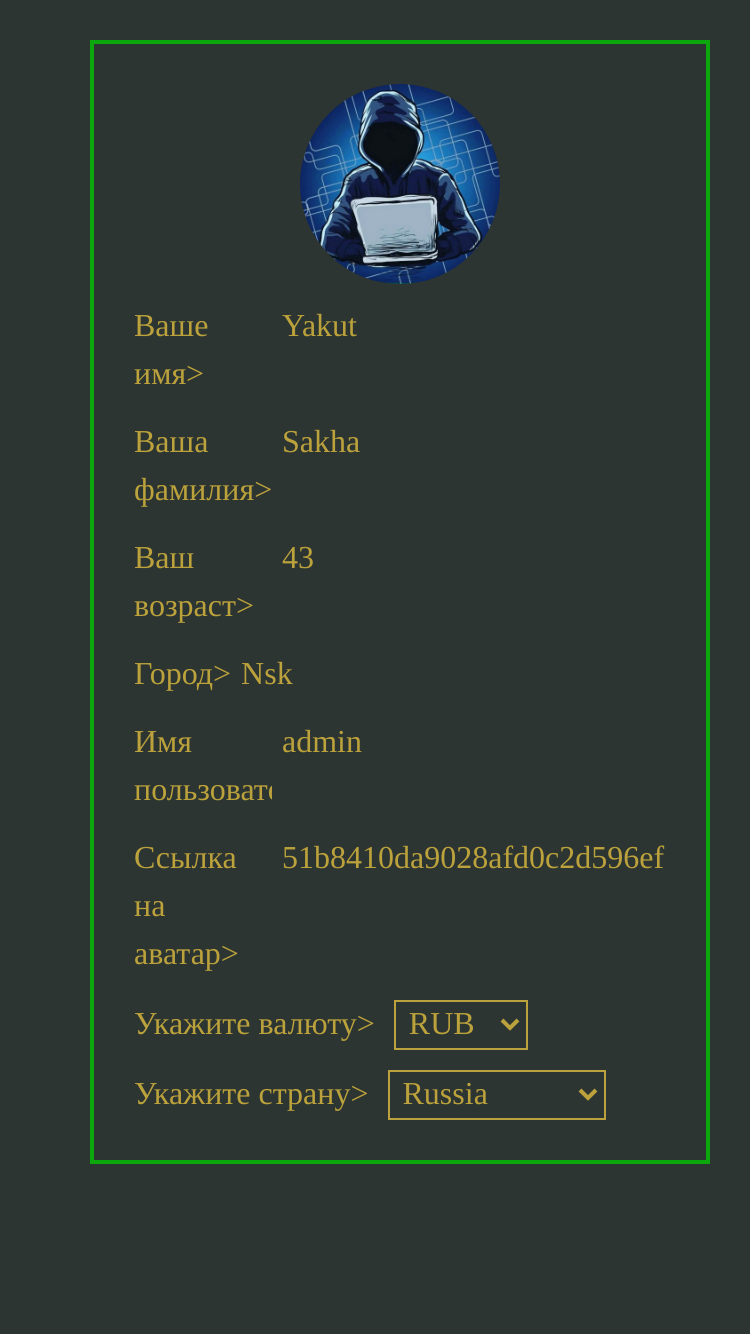 Ваше Yakut
имя>
Ваша Sakha
фамилия>
Ваш 43
возраст>
Город> Nsk
Имя admin
пользоват
Ссылка 51b8410da9028afd0c2d596ef
на
аватар>
Укажите валюту> RUB
Укажите страну> Russia